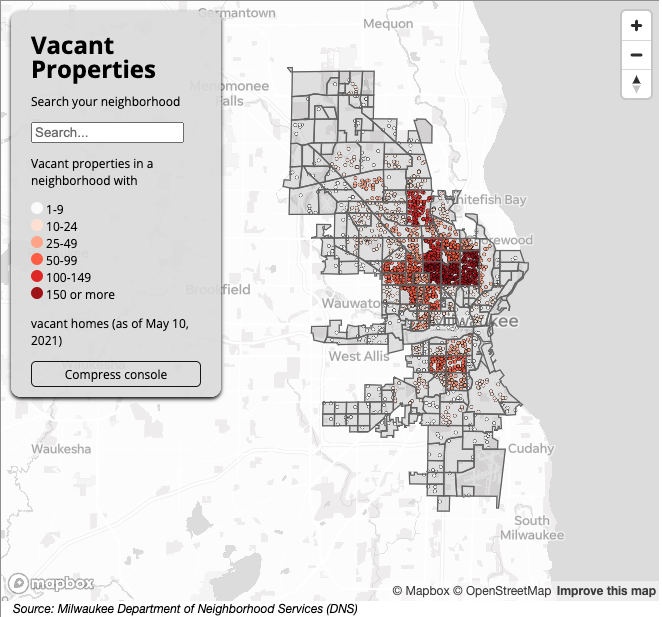 Germantown
Mequon
Vacant
Properties
Menomonee
Falls
Search your neighborhood
Search...
Vacant properties in a
neighborhood with
1-9
10-24
25-49
50-99
100-149
150 or more
vacant homes (as of May 10,
2021)
Compress console
Whitefish Bay
Brookfield
West Allis
Waukesha
Cudahy
South
Milwaukee
mapbox
© Mapbox © OpenStreetMap Improve this map
Source: Milwaukee Department of Neighborhood Services (DNS)